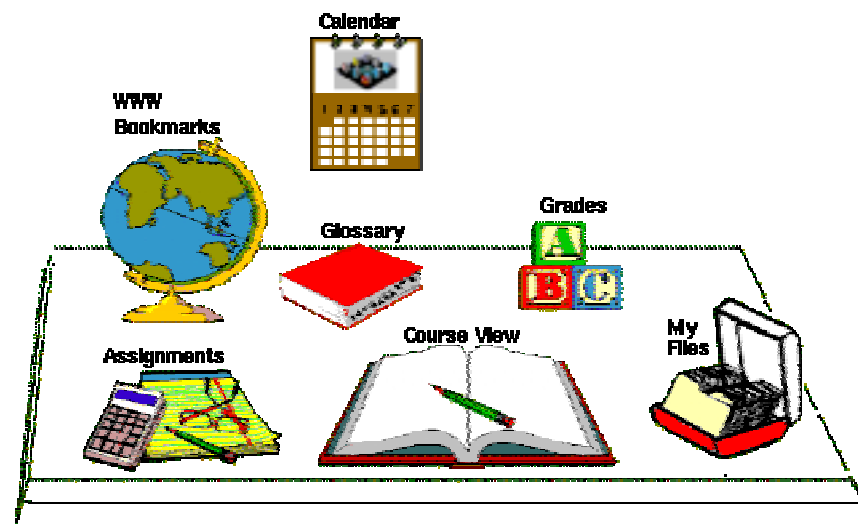 Calendar
1 2 3 4 5 6 7
WWW
Bookmarks
Grades
A
B C
Glossary
Course View
My
Files
Assignments